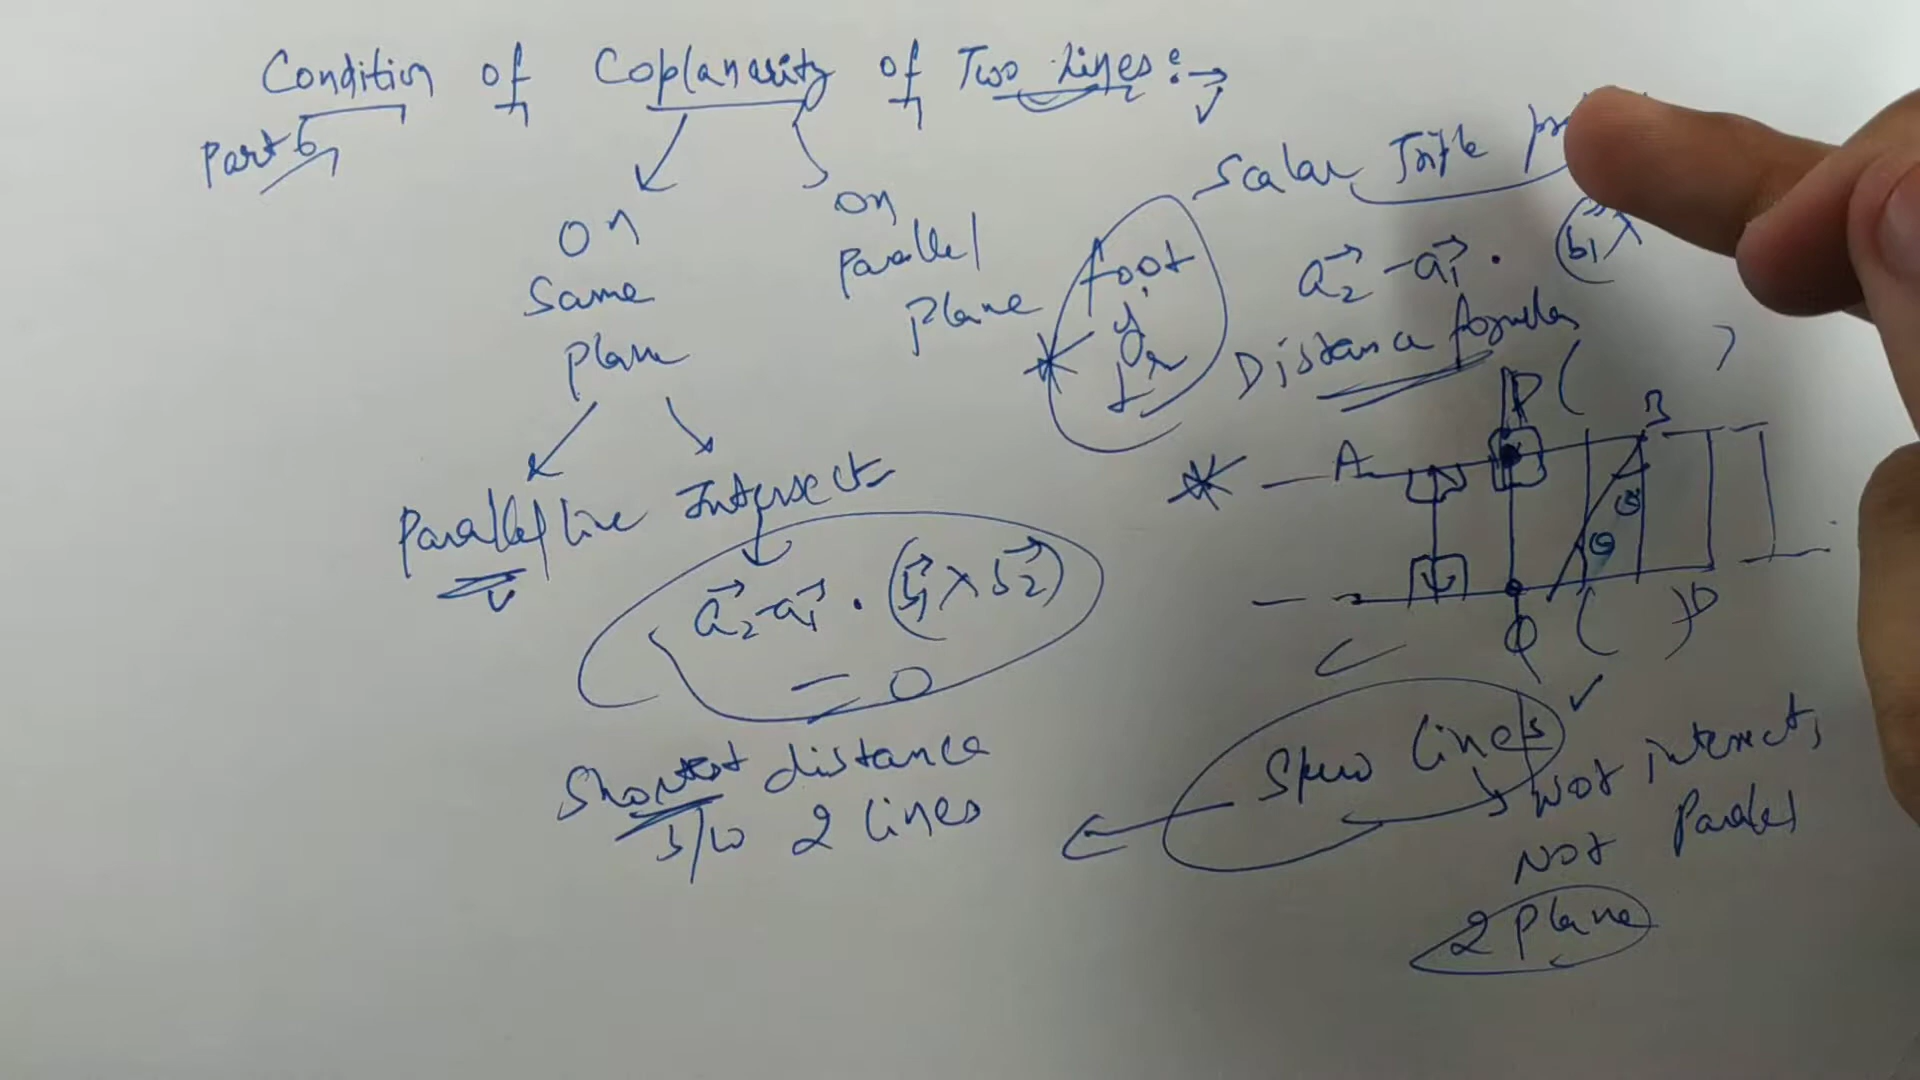 Condition of Coplanarity of Two Lines:→
Part 6
On
Same
plane
on
parallel
plane
Parallel line
Intersect
a₂-a₁ . (b₁ × b₂)
= 0
Shortest distance
b/w 2 lines
Scalar Triple
a₂ - a₁ . (b₁ ×
foot
Distance formula
P (        )
A
B
θ
θ
Q (        )
D
Skew lines ✓
Not intersect,
Not Parallel
2 Plane